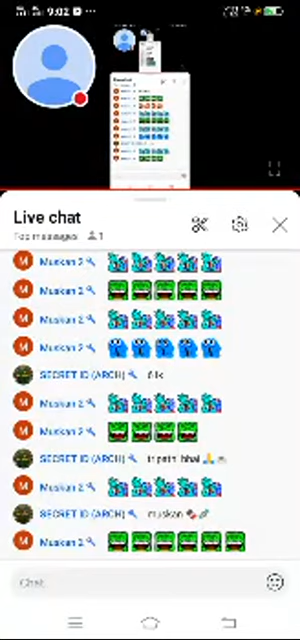 9:02
Live chat
Top messages 1
Muskan 2
Muskan 2
Muskan 2
Muskan 2
SECRET ID (ARCH)
Muskan 2
Muskan 2
SECRET ID (ARCH) tripathi bhai 🙏
Muskan 2
SECRET ID (ARCH) muskan
Muskan 2
Chat...